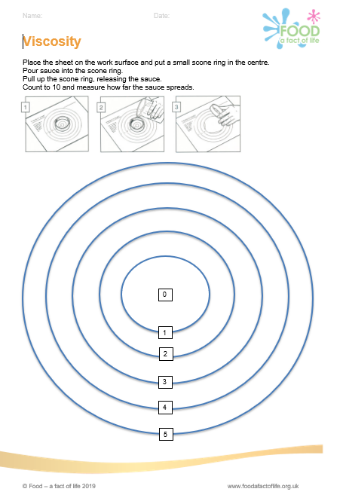 Name:
Date:
FOOD
a fact of life
Viscosity
Place the sheet on the work surface and put a small scone ring in the centre.
Pour sauce into the scone ring.
Pull up the scone ring, releasing the sauce.
Count to 10 and measure how far the sauce spreads.
1
2
3
0
1
2
3
4
5
© Food – a fact of life 2019
www.foodafactoflife.org.uk